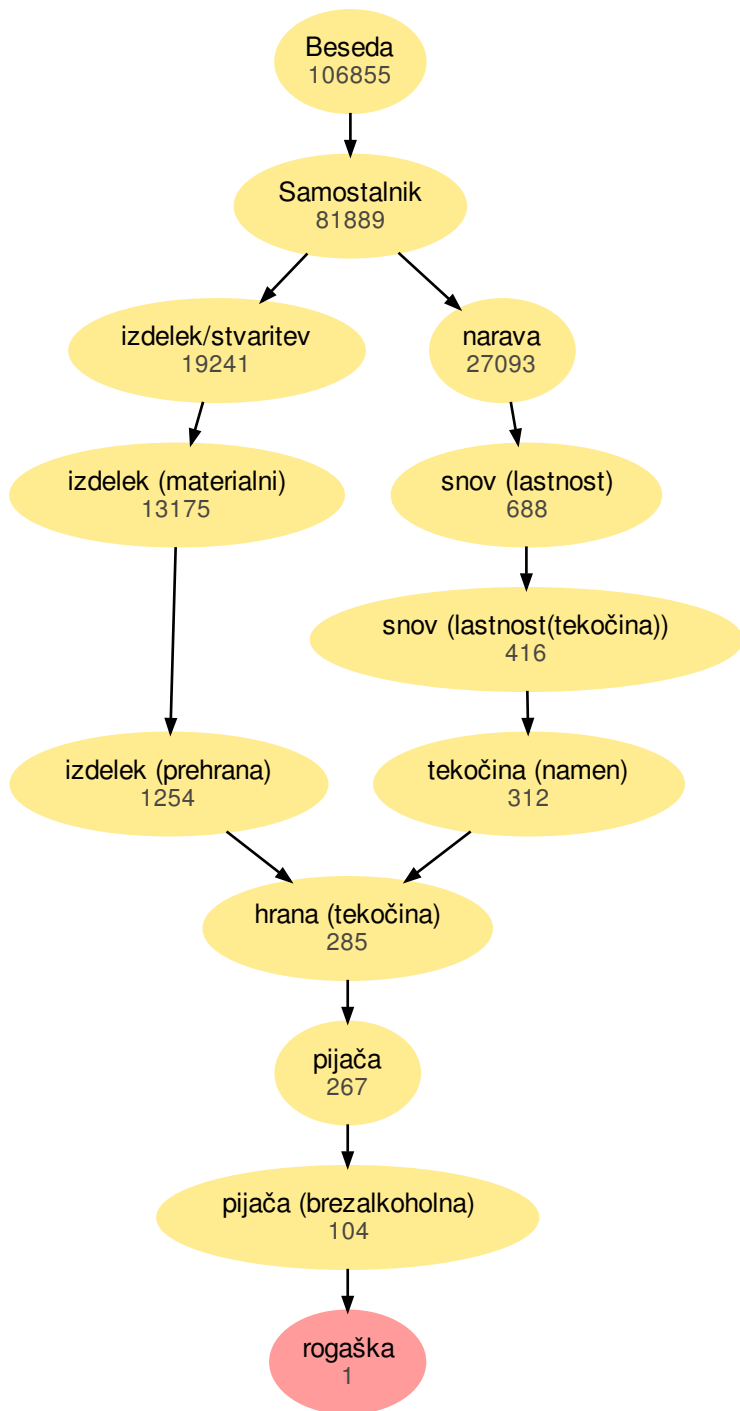 Beseda
106855
Samostalnik
81889
izdelek/stvaritev
19241
narava
27093
izdelek (materialni)
13175
snov (lastnost)
688
snov (lastnost(tekočina))
416
izdelek (prehrana)
1254
tekočina (namen)
312
hrana (tekočina)
285
pijača
267
pijača (brezalkoholna)
104
rogaška
1